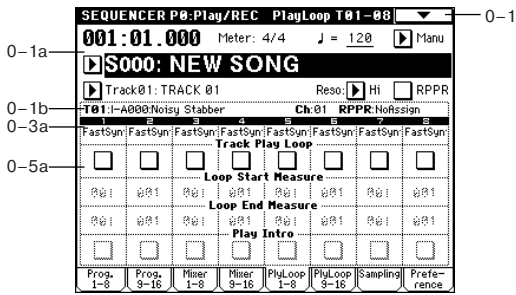 SEQUENCER P0:Play/REC PlayLoop T01-08
0-1
001:01.000 Meter: 4/4 ♩ = 120 Manu
0-1a
S000: NEW SONG
Track01: TRACK 01 Reso: Hi RPPR
0-1b
T01:I-A000:Noisy Stabber Ch:01 RPPR:NoAssign
0-3a
1 2 3 4 5 6 7 8
FastSyn FastSyn FastSyn FastSyn FastSyn FastSyn FastSyn FastSyn
Track Play Loop
0-5a
Loop Start Measure
001 001 001 001 001 001 001 001
Loop End Measure
001 001 001 001 001 001 001 001
Play Intro
Prog. 1-8 Prog. 9-16 Mixer 1-8 Mixer 9-16 PlyLoop 1-8 PlyLoop 9-16 Sampling Prefe-rence